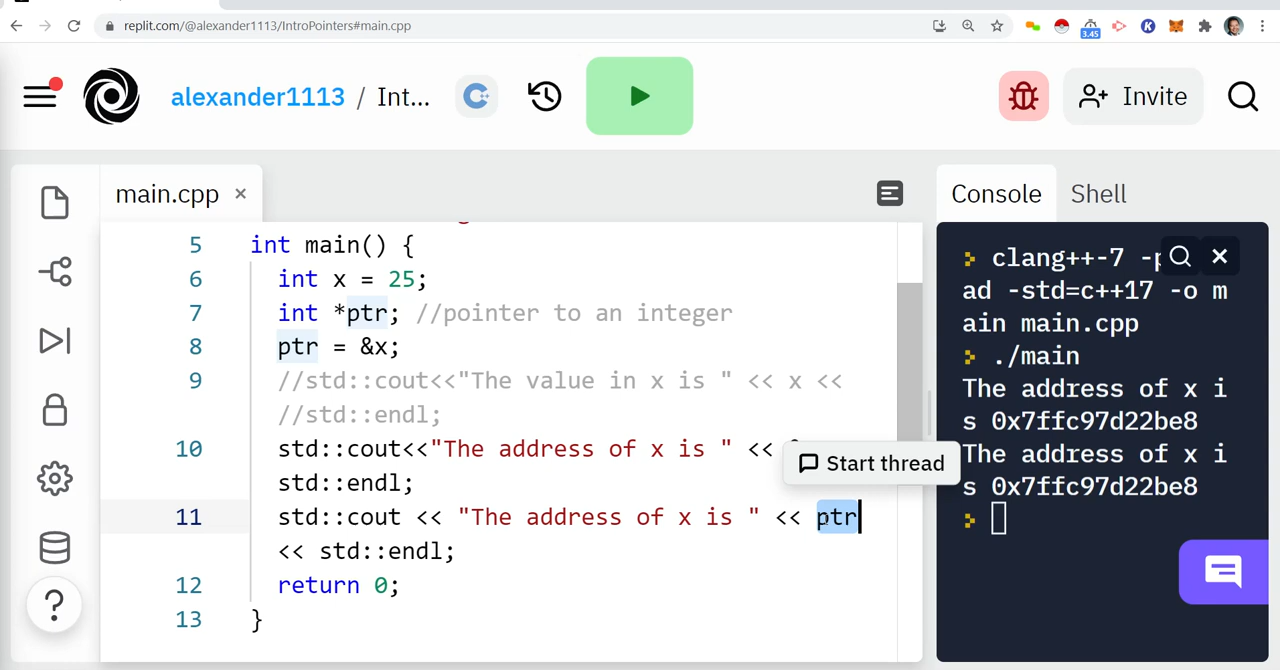 replit.com/@alexander1113/IntroPointers#main.cpp
3.45
alexander1113 / Int...
Invite
main.cpp ×
Console
Shell
5 int main() {
6 int x = 25;
7 int *ptr; //pointer to an integer
8 ptr = &x;
9 //std::cout<<"The value in x is " << x <<
//std::endl;
10 std::cout<<"The address of x is " <<
std::endl;
Start thread
11 std::cout << "The address of x is " << ptr
<< std::endl;
12 return 0;
13 }
clang++-7 -p
ad -std=c++17 -o m
ain main.cpp
./main
The address of x i
s 0x7ffc97d22be8
The address of x i
s 0x7ffc97d22be8
?